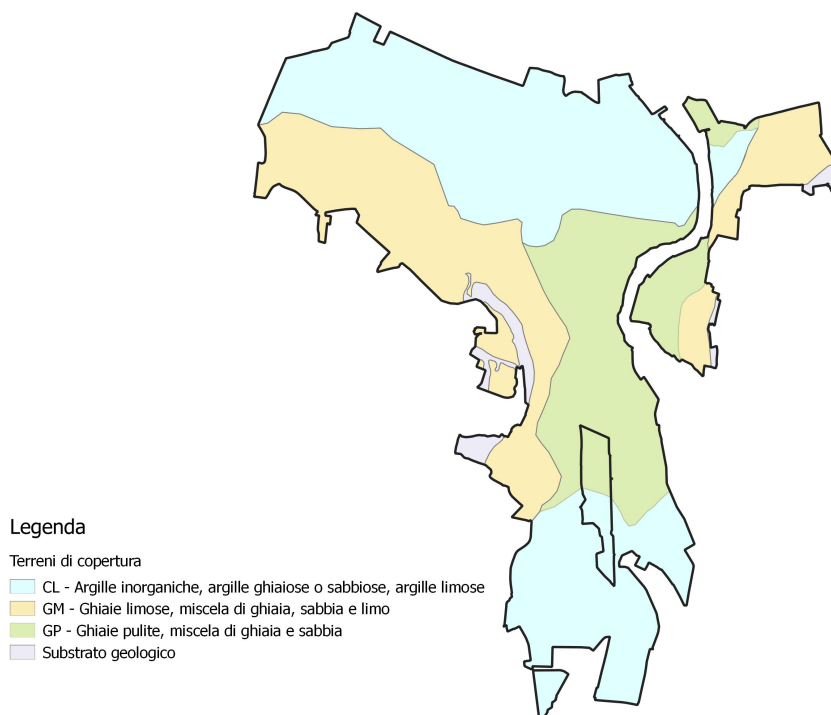 Legenda
Terreni di copertura
CL - Argille inorganiche, argille ghiaiose o sabbiose, argille limose
GM - Ghiaie limose, miscela di ghiaia, sabbia e limo
GP - Ghiaie pulite, miscela di ghiaia e sabbia
Substrato geologico